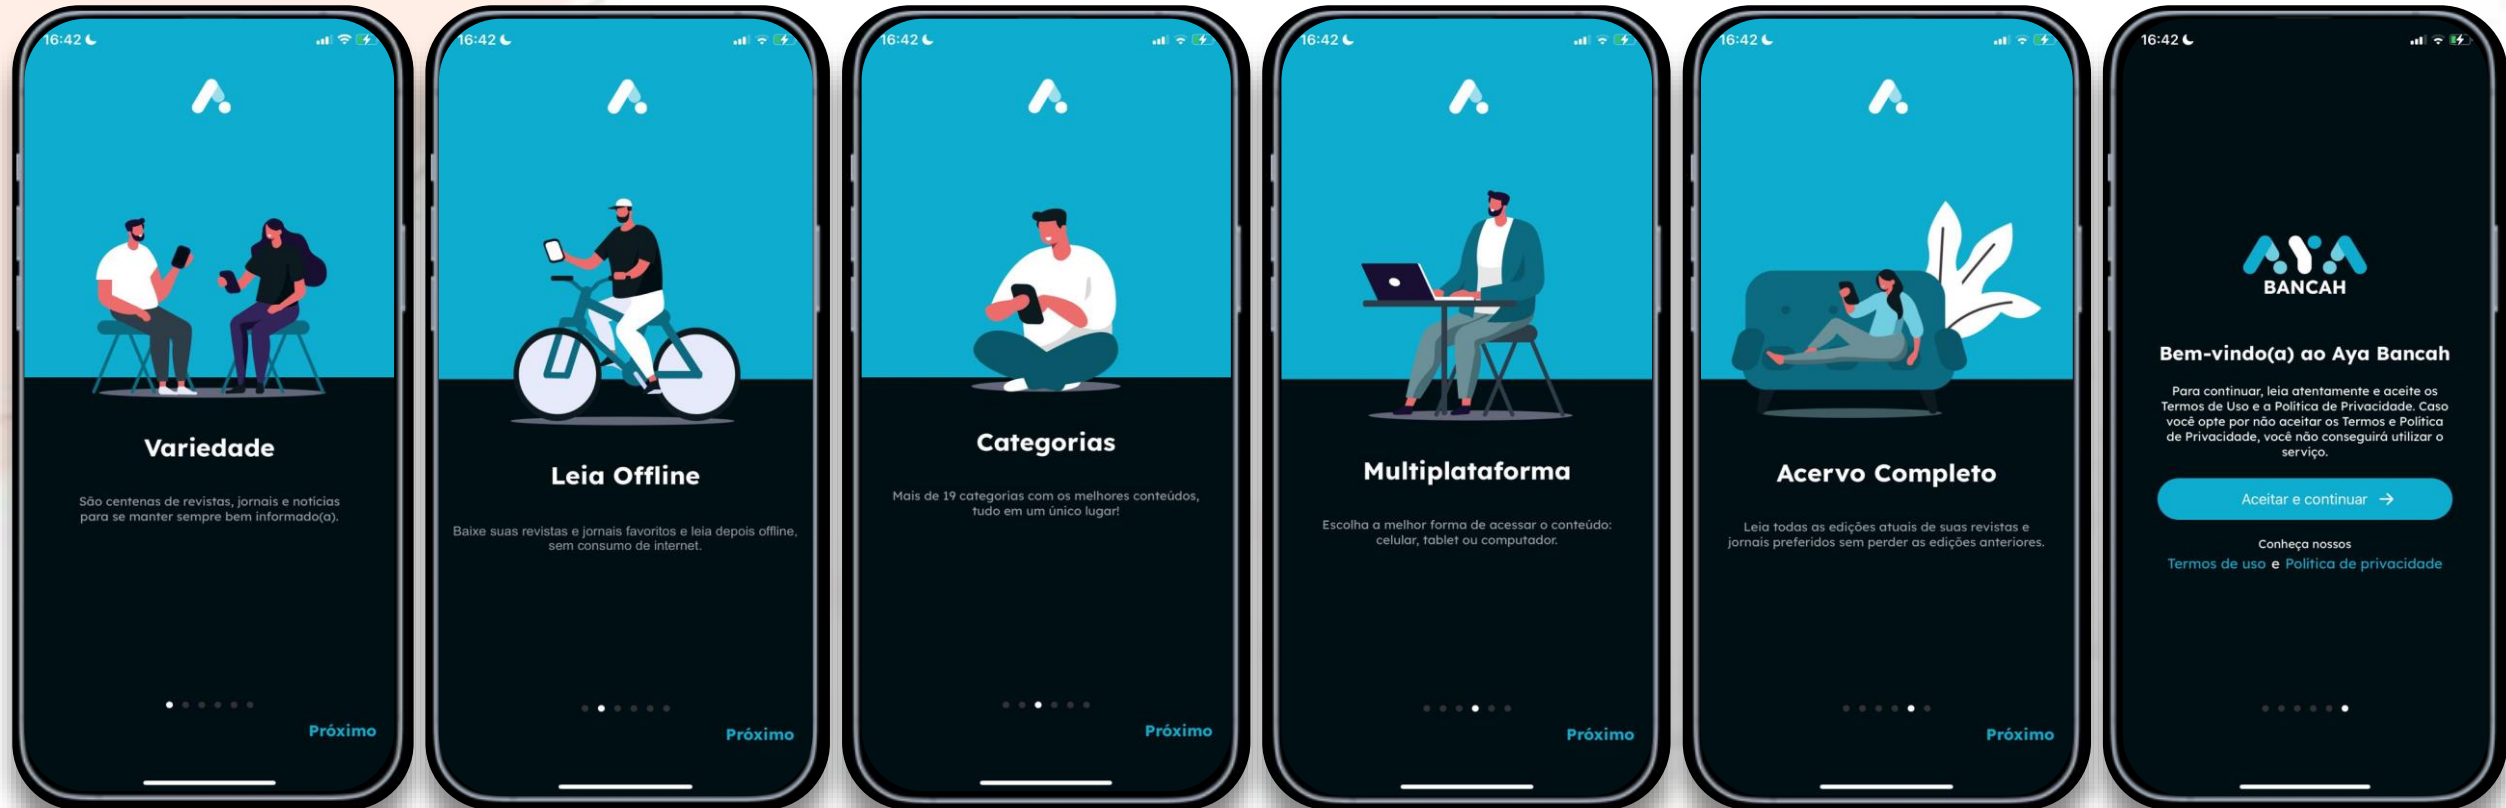 16:42
Variedade
São centenas de revistas, jornais e notícias
para se manter sempre bem informado(a).
Próximo
16:42
Leia Offline
Baixe suas revistas e jornais favoritos e leia depois offline,
sem consumo de internet.
Próximo
16:42
Categorias
Mais de 19 categorias com os melhores conteúdos,
tudo em um único lugar!
Próximo
16:42
Multiplataforma
Escolha a melhor forma de acessar o conteúdo:
celular, tablet ou computador.
Próximo
16:42
Acervo Completo
Leia todas as edições atuais de suas revistas e
jornais preferidos sem perder as edições anteriores.
Próximo
16:42
AYA
BANCAH
Bem-vindo(a) ao Aya Bancah
Para continuar, leia atentamente e aceite os
Termos de Uso e a Política de Privacidade. Caso
você opte por não aceitar os Termos e Política
de Privacidade, você não conseguirá utilizar o
serviço.
Aceitar e continuar →
Conheça nossos
Termos de uso e Política de privacidade